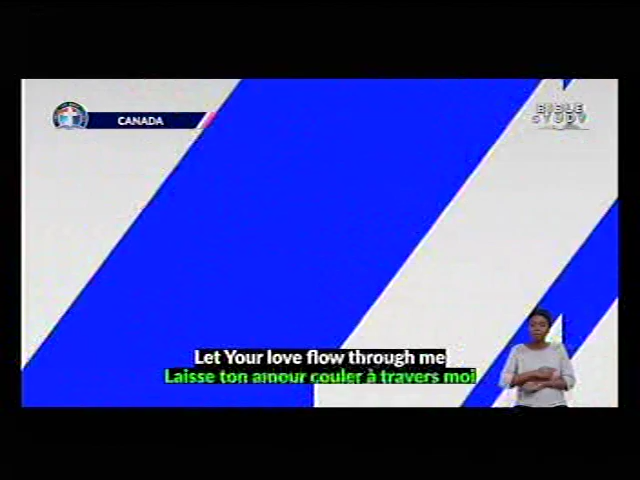 CANADA
BIBLE
STUDY
Let Your love flow through me
Laisse ton amour couler à travers moi